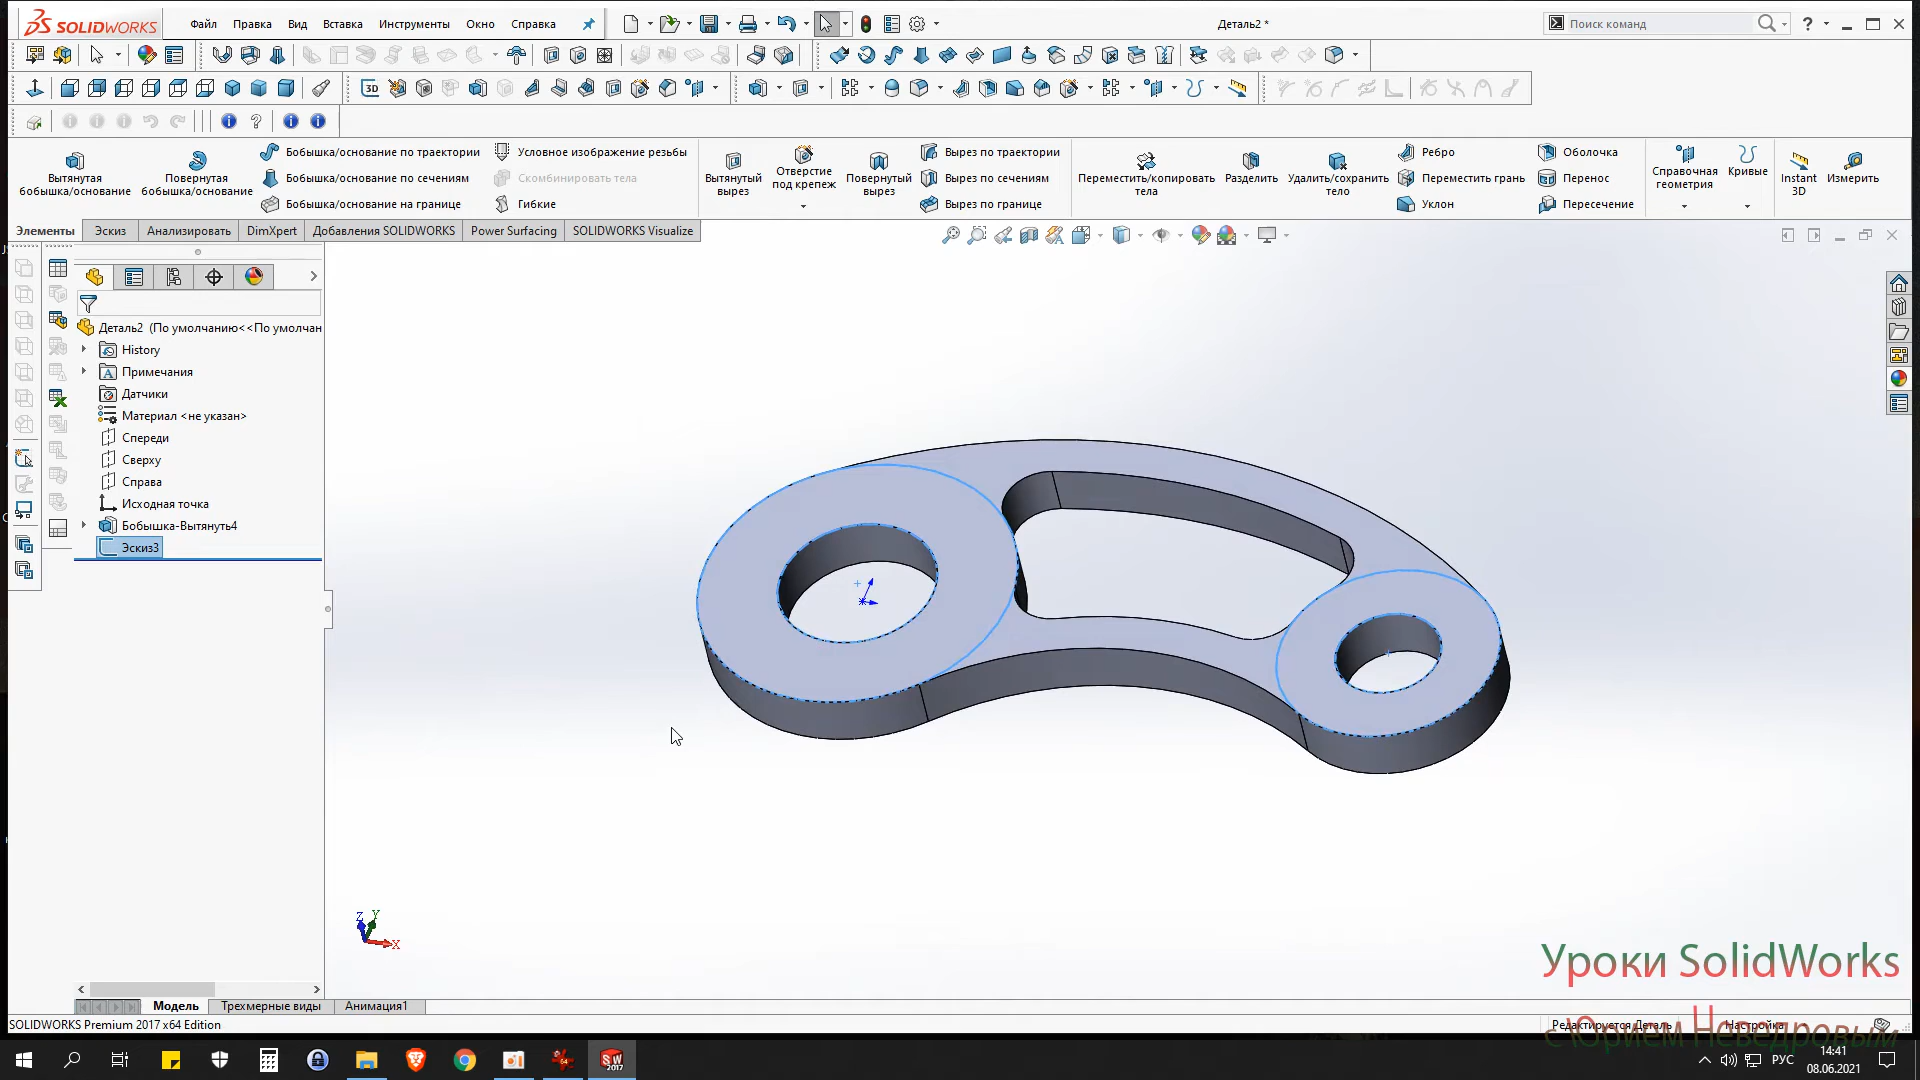 SOLIDWORKS
Файл Правка Вид Вставка Инструменты Окно Справка
Деталь2 *
Поиск команд
3D
Вытянутая бобышка/основание
Повернутая бобышка/основание
Бобышка/основание по траектории
Бобышка/основание по сечениям
Бобышка/основание на границе
Условное изображение резьбы
Скомбинировать тела
Гибкие
Вытянутый вырез
Отверстие под крепеж
Повернутый вырез
Вырез по траектории
Вырез по сечениям
Вырез по границе
Переместить/копировать тела
Разделить
Удалить/сохранить тело
Ребро
Переместить грань
Уклон
Оболочка
Перенос
Пересечение
Справочная геометрия
Кривые
Instant 3D
Измерить
Элементы Эскиз Анализировать DimXpert Добавления SOLIDWORKS Power Surfacing SOLIDWORKS Visualize
Деталь2 (По умолчанию<<По умолчан
History
Примечания
Датчики
Материал <не указан>
Спереди
Сверху
Справа
Исходная точка
Бобышка-Вытянуть4
Эскиз3
Z Y X
Уроки SolidWorks
с Юрием Неведровым
Модель Трехмерные виды Анимация1
SOLIDWORKS Premium 2017 x64 Edition
Редактируется Деталь
Настройка
РУС
14:41
08.06.2021